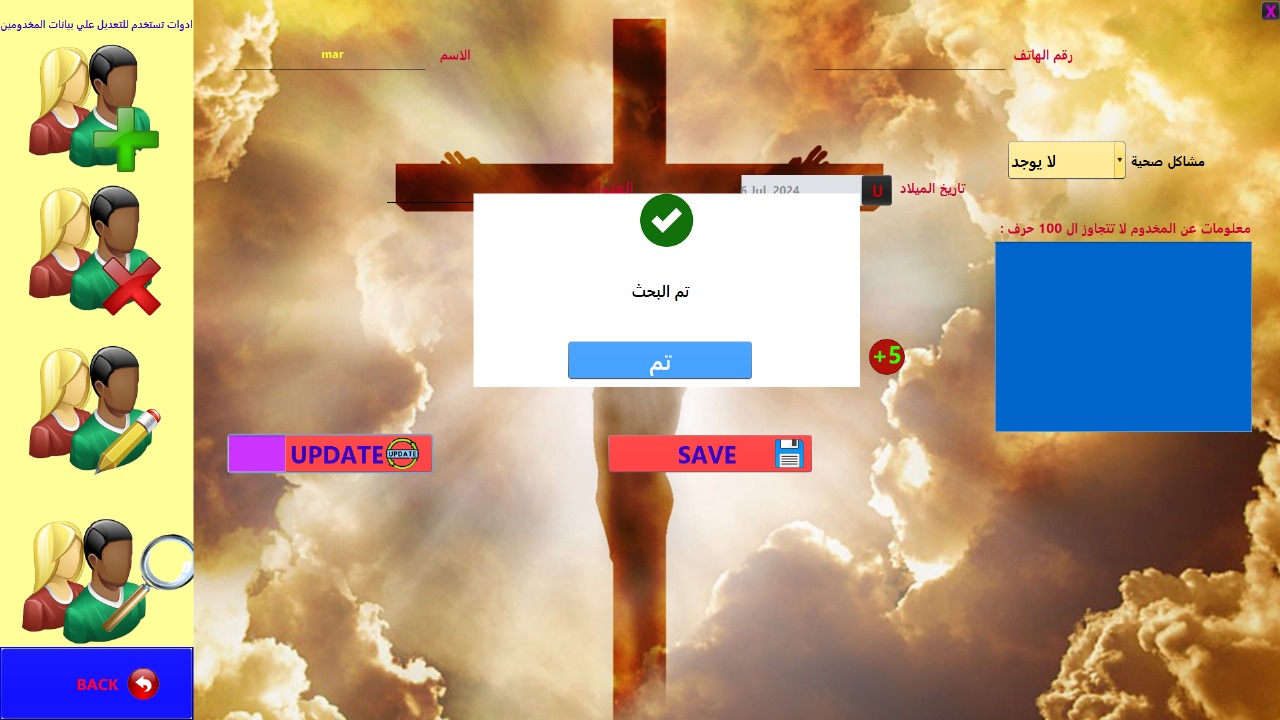 ادوات تستخدم للتعديل علي بيانات المخدومين
X
الاسم
mar
رقم الهاتف
مشاكل صحية
لا يوجد
تاريخ الميلاد
U
6 Jul, 2024
معلومات عن المخدوم لا تتجاوز ال 100 حرف :
تم البحث
تم
+5
UPDATE
UPDATE
SAVE
BACK